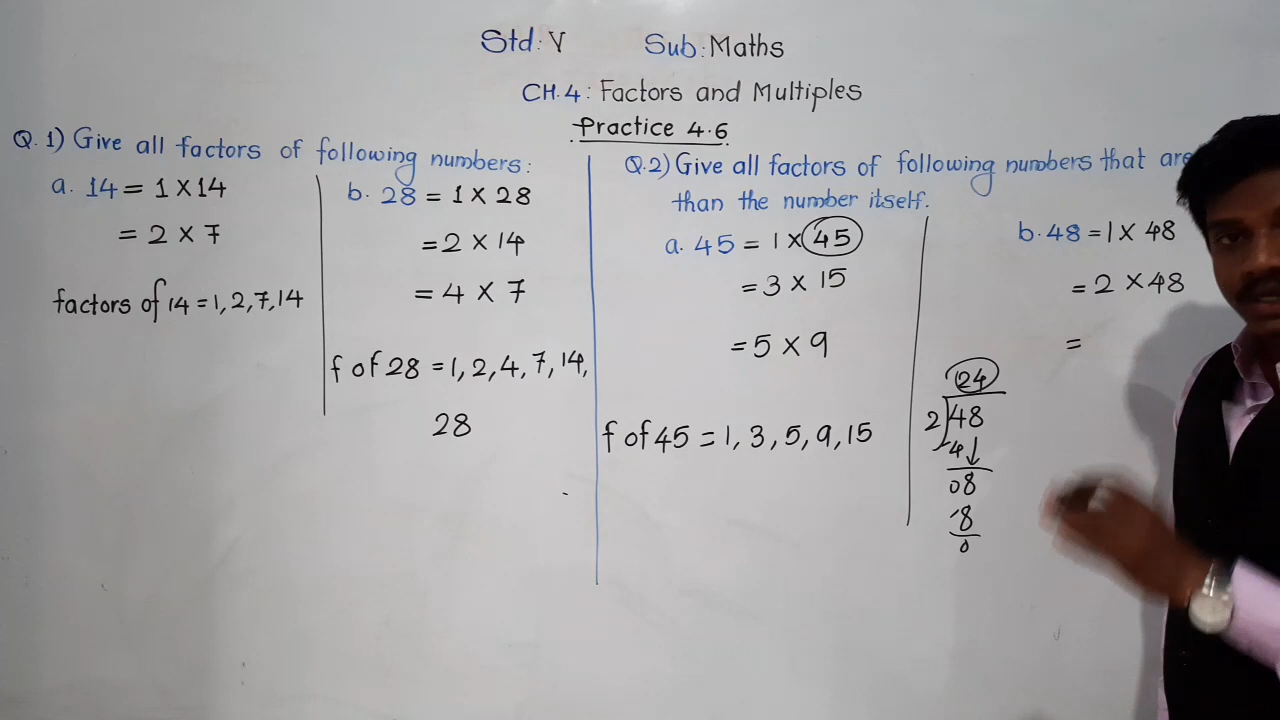 Std: V Sub: Maths
CH.4: Factors and Multiples
Practice 4.6
Q.1) Give all factors of following numbers:
a. 14 = 1 X 14
= 2 X 7
factors of 14 = 1, 2, 7, 14
b. 28 = 1 X 28
= 2 X 14
= 4 X 7
f of 28 = 1, 2, 4, 7, 14,
28
Q.2) Give all factors of following numbers that are
than the number itself.
a. 45 = 1 X 45
= 3 X 15
= 5 X 9
f of 45 = 1, 3, 5, 9, 15
b. 48 = 1 X 48
= 2 X 48
=
24
2 48
- 4 ↓
08
- 8
0